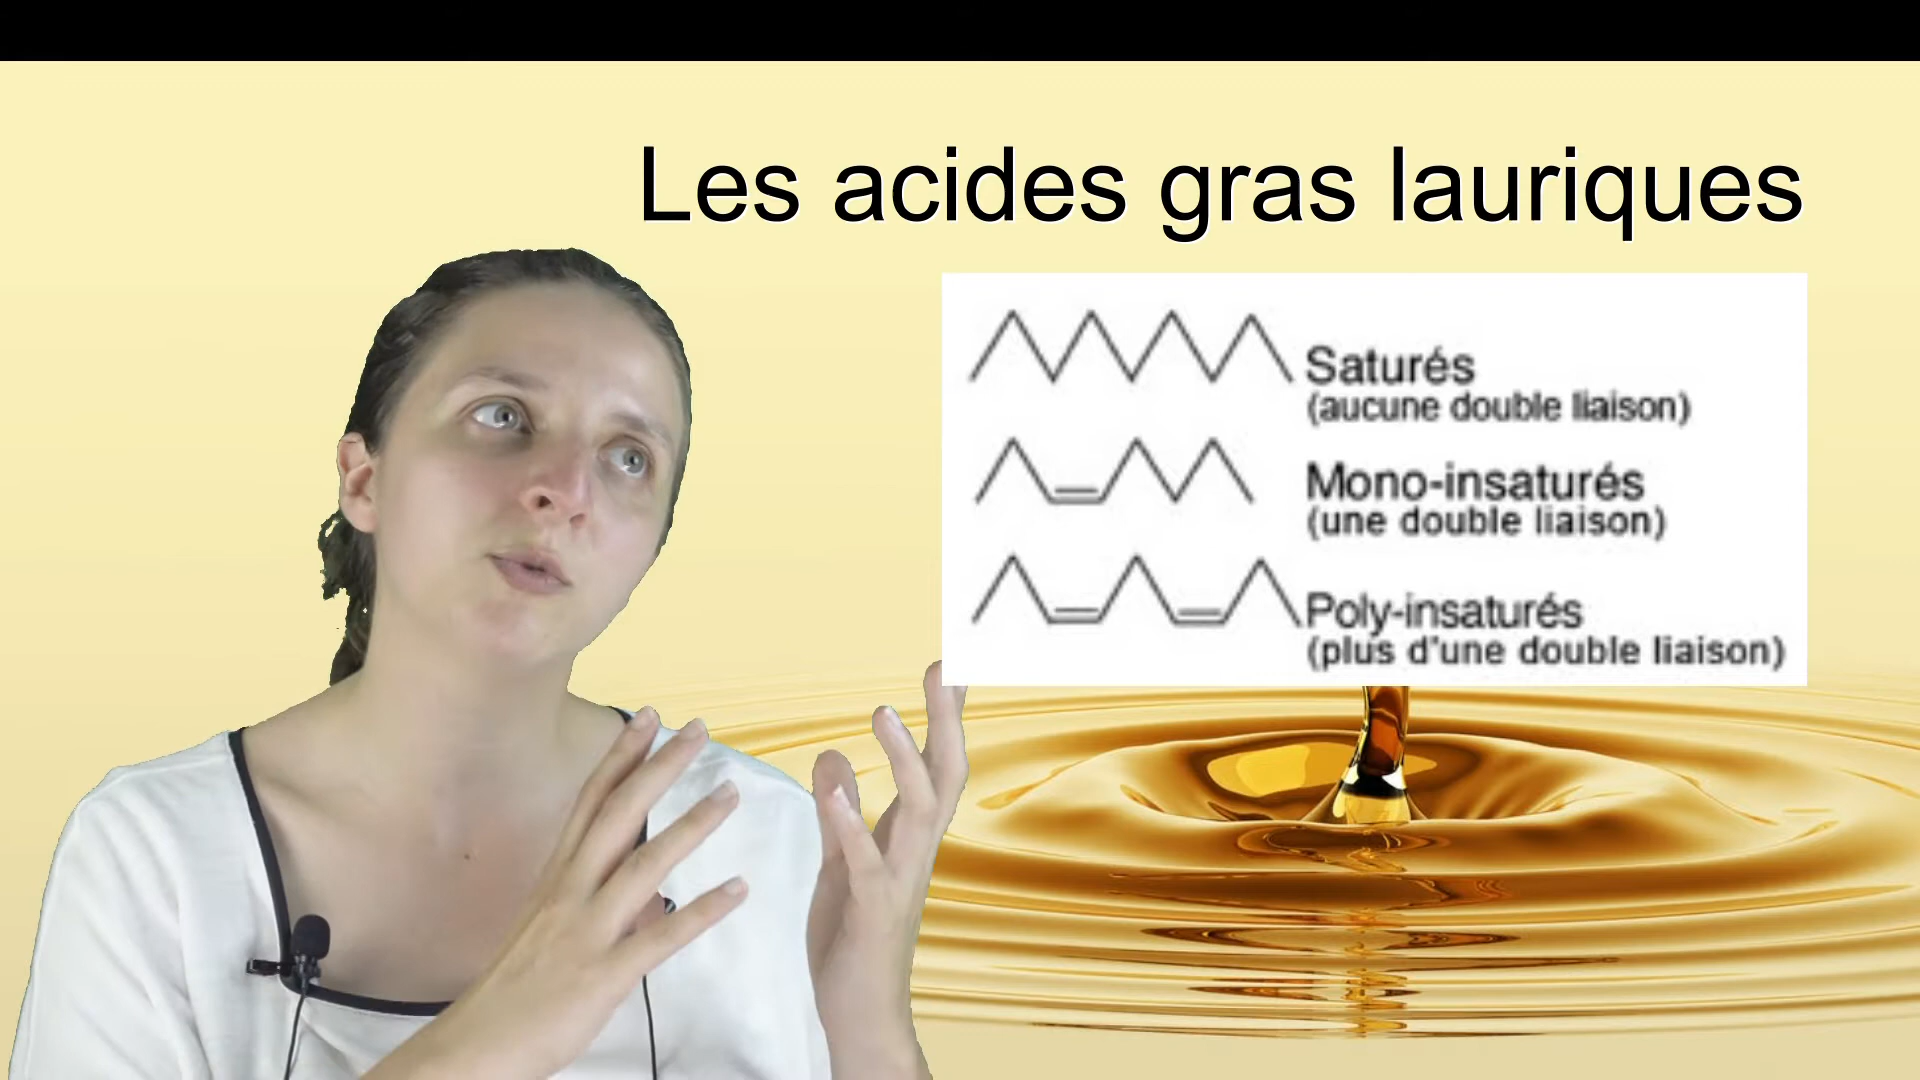 Les acides gras lauriques
Saturés
(aucune double liaison)
Mono-insaturés
(une double liaison)
Poly-insaturés
(plus d'une double liaison)